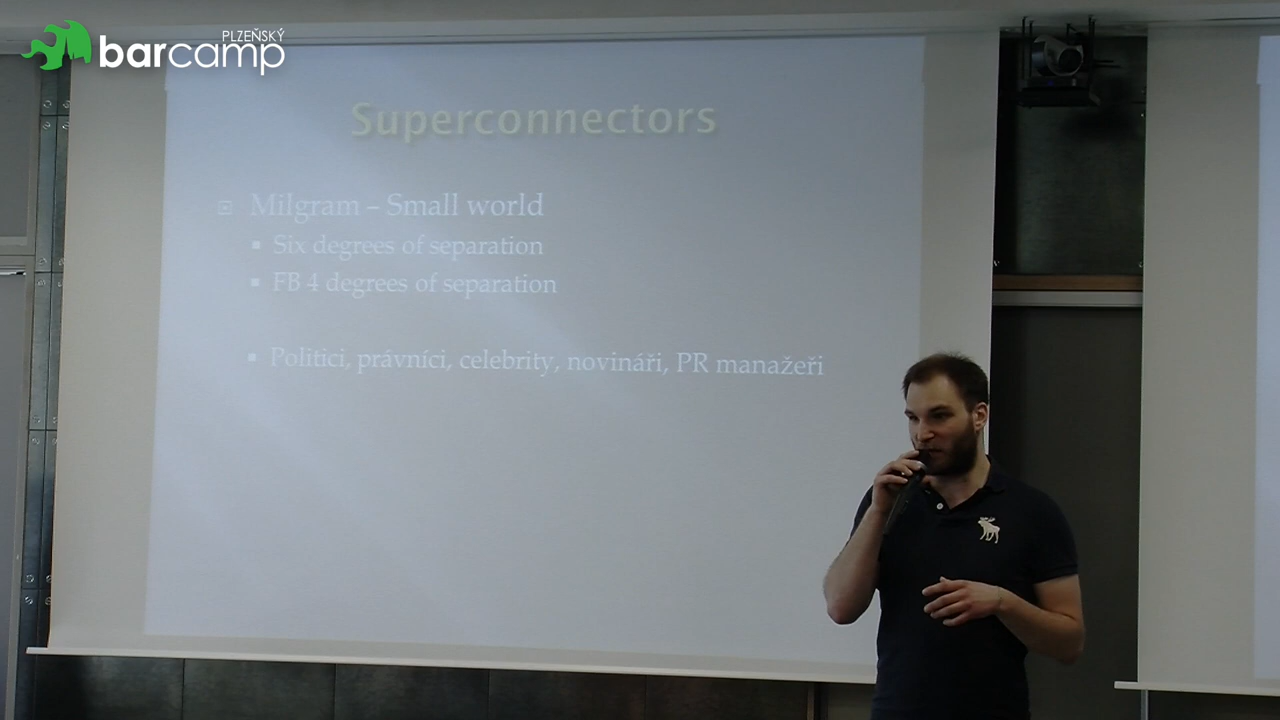 PLZEŇSKÝ
barcamp
Superconnectors
Milgram – Small world
Six degrees of separation
FB 4 degrees of separation
Politici, právníci, celebrity, novináři, PR manažeři